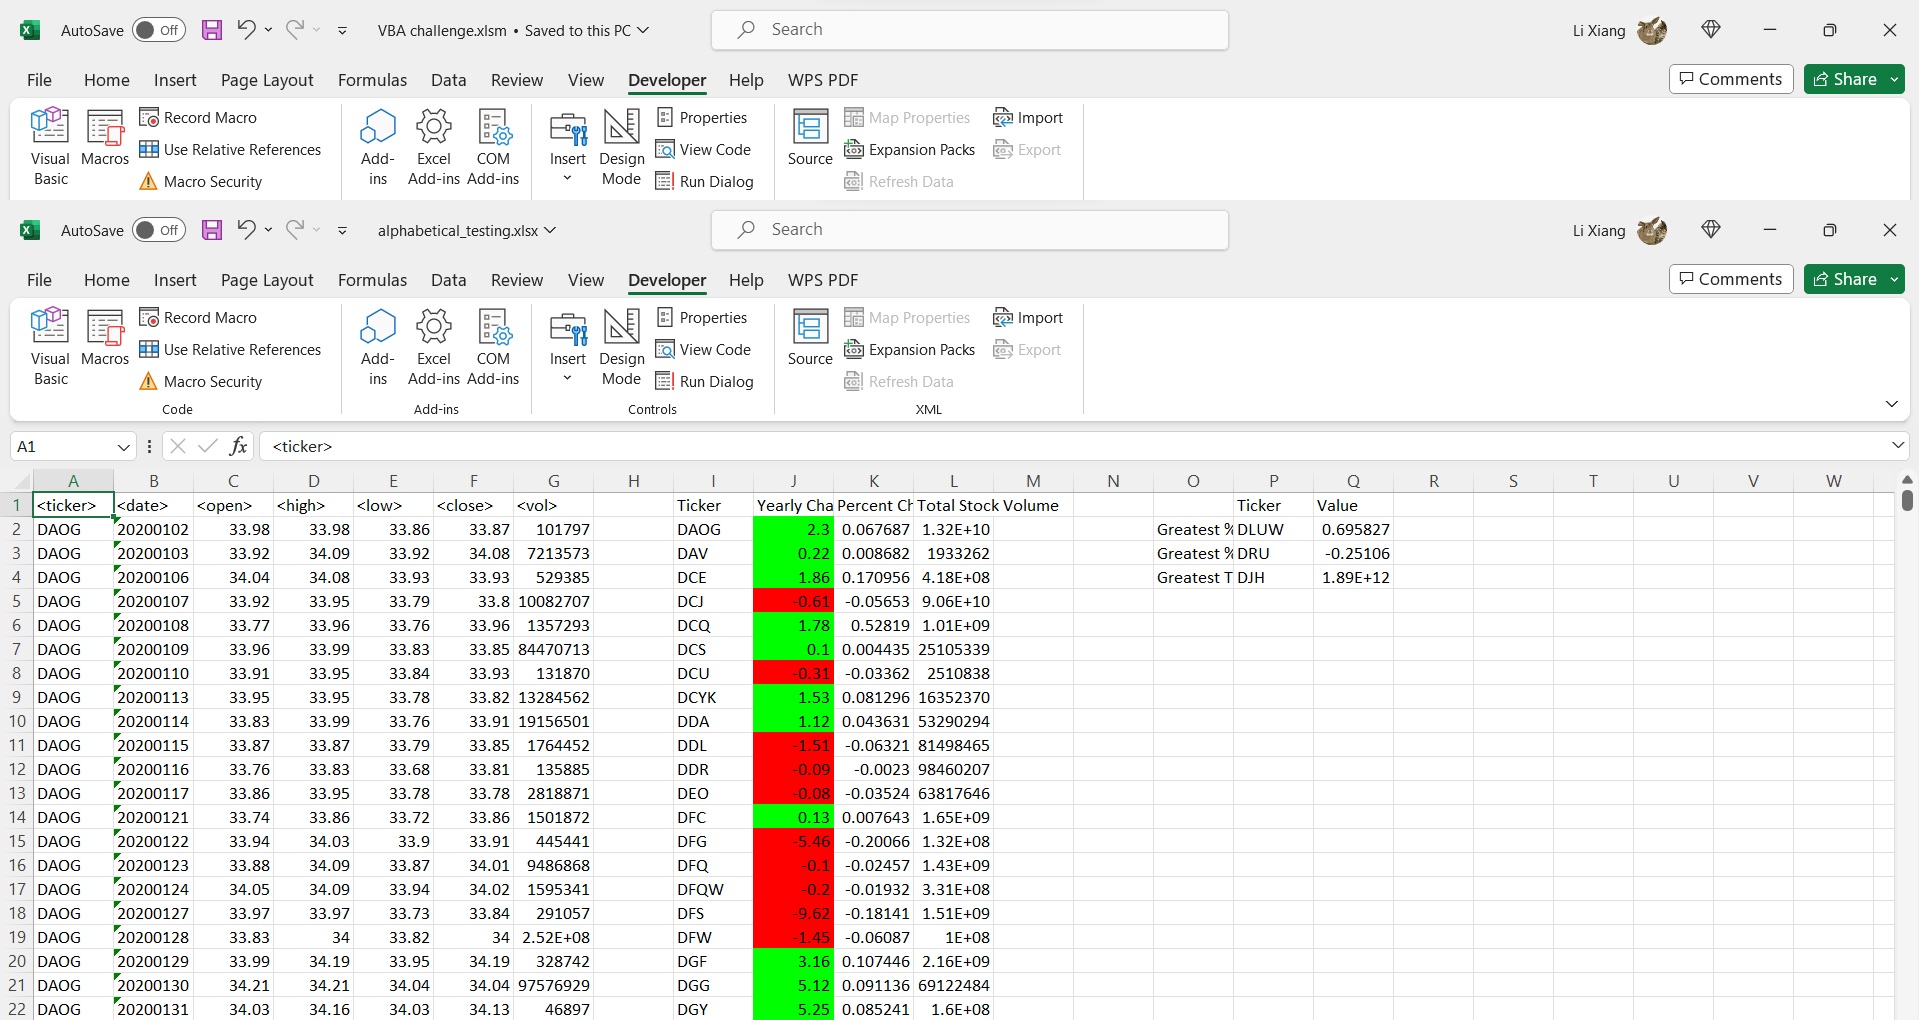 AutoSave Off VBA challenge.xlsm • Saved to this PC Search Li Xiang
File Home Insert Page Layout Formulas Data Review View Developer Help WPS PDF Comments Share
Visual Basic Macros Record Macro Use Relative References Macro Security Add-ins Excel Add-ins COM Add-ins Insert Design Mode Properties View Code Run Dialog Source Map Properties Expansion Packs Refresh Data Import Export
AutoSave Off alphabetical_testing.xlsx Search Li Xiang
File Home Insert Page Layout Formulas Data Review View Developer Help WPS PDF Comments Share
Visual Basic Macros Record Macro Use Relative References Macro Security Add-ins Excel Add-ins COM Add-ins Insert Design Mode Properties View Code Run Dialog Source Map Properties Expansion Packs Refresh Data Import Export
Code Add-ins Controls XML
A1 fx <ticker>
A B C D E F G H I J K L M N O P Q R S T U V W
1 <ticker> <date> <open> <high> <low> <close> <vol> Ticker Yearly Cha Percent Ch Total Stock Volume Ticker Value
2 DAOG 20200102 33.98 33.98 33.86 33.87 101797 DAOG 2.3 0.067687 1.32E+10 Greatest % DLUW 0.695827
3 DAOG 20200103 33.92 34.09 33.92 34.08 7213573 DAV 0.22 0.008682 1933262 Greatest % DRU -0.25106
4 DAOG 20200106 34.04 34.08 33.93 33.93 529385 DCE 1.86 0.170956 4.18E+08 Greatest T DJH 1.89E+12
5 DAOG 20200107 33.92 33.95 33.79 33.8 10082707 DCJ -0.61 -0.05653 9.06E+10
6 DAOG 20200108 33.77 33.96 33.76 33.96 1357293 DCQ 1.78 0.52819 1.01E+09
7 DAOG 20200109 33.96 33.99 33.83 33.85 84470713 DCS 0.1 0.004435 25105339
8 DAOG 20200110 33.91 33.95 33.84 33.93 131870 DCU -0.31 -0.03362 2510838
9 DAOG 20200113 33.95 33.95 33.78 33.82 13284562 DCYK 1.53 0.081296 16352370
10 DAOG 20200114 33.83 33.99 33.76 33.91 19156501 DDA 1.12 0.043631 53290294
11 DAOG 20200115 33.87 33.87 33.79 33.85 1764452 DDL -1.51 -0.06321 81498465
12 DAOG 20200116 33.76 33.83 33.68 33.81 135885 DDR -0.09 -0.0023 98460207
13 DAOG 20200117 33.86 33.95 33.78 33.78 2818871 DEO -0.08 -0.03524 63817646
14 DAOG 20200121 33.74 33.86 33.72 33.86 1501872 DFC 0.13 0.007643 1.65E+09
15 DAOG 20200122 33.94 34.03 33.9 33.91 445441 DFG -5.46 -0.20066 1.32E+08
16 DAOG 20200123 33.88 34.09 33.87 34.01 9486868 DFQ -0.1 -0.02457 1.43E+09
17 DAOG 20200124 34.05 34.09 33.94 34.02 1595341 DFQW -0.2 -0.01932 3.31E+08
18 DAOG 20200127 33.97 33.97 33.73 33.84 291057 DFS -9.62 -0.18141 1.51E+09
19 DAOG 20200128 33.83 34 33.82 34 2.52E+08 DFW -1.45 -0.06087 1E+08
20 DAOG 20200129 33.99 34.19 33.95 34.19 328742 DGF 3.16 0.107446 2.16E+09
21 DAOG 20200130 34.21 34.21 34.04 34.04 97576929 DGG 5.12 0.091136 69122484
22 DAOG 20200131 34.03 34.16 34.03 34.13 46897 DGY 5.25 0.085241 1.6E+08